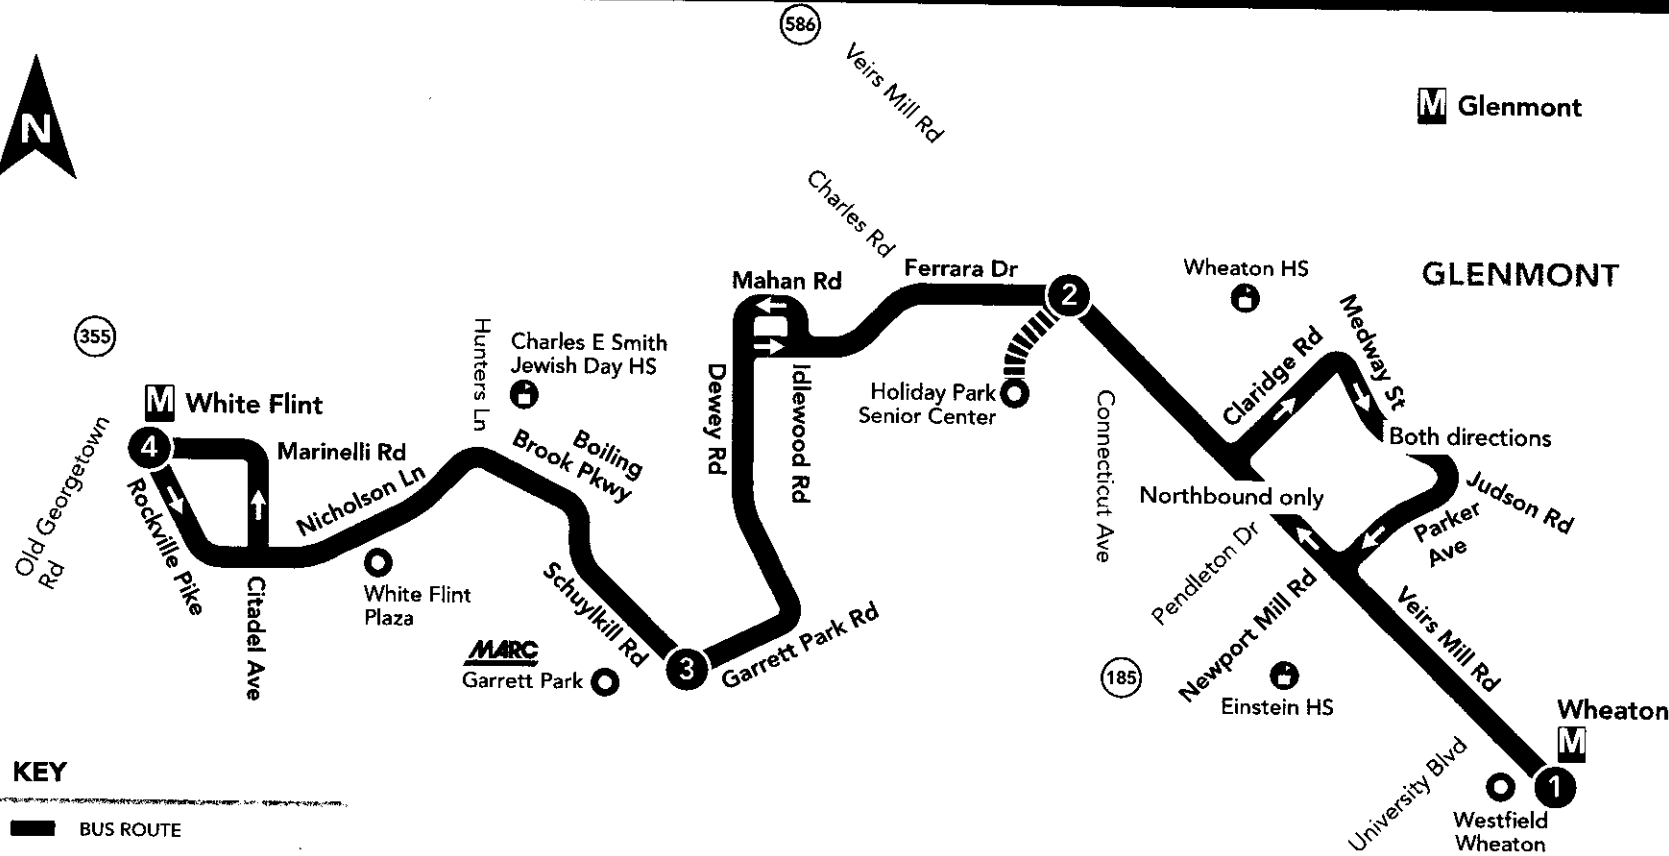 586
Veirs Mill Rd
N
M Glenmont
Charles Rd
GLENMONT
Wheaton HS
Ferrara Dr
2
Mahan Rd
355
Hunters Ln
Charles E Smith
Jewish Day HS
Medway St
Claridge Rd
M White Flint
4
Marinelli Rd
Old Georgetown
Rd
Rockville Pike
Nicholson Ln
Boiling
Brook Pkwy
Dewey Rd
Idlewood Rd
Holiday Park
Senior Center
Connecticut Ave
Both directions
Northbound only
Judson Rd
Parker
Ave
Pendleton Dr
Citadel Ave
White Flint
Plaza
Schuylkill Rd
MARC
Garrett Park
3
Garrett Park Rd
185
Newport Mill Rd
Einstein HS
Veirs Mill Rd
Wheaton
M
1
University Blvd
Westfield
Wheaton
KEY
BUS ROUTE